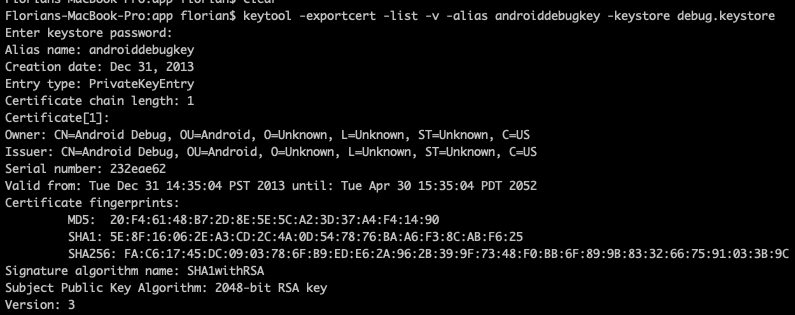 Florians-MacBook-Pro:app florian$ clear
Florians-MacBook-Pro:app florian$ keytool -exportcert -list -v -alias androiddebugkey -keystore debug.keystore
Enter keystore password:
Alias name: androiddebugkey
Creation date: Dec 31, 2013
Entry type: PrivateKeyEntry
Certificate chain length: 1
Certificate[1]:
Owner: CN=Android Debug, OU=Android, O=Unknown, L=Unknown, ST=Unknown, C=US
Issuer: CN=Android Debug, OU=Android, O=Unknown, L=Unknown, ST=Unknown, C=US
Serial number: 232eae62
Valid from: Tue Dec 31 14:35:04 PST 2013 until: Tue Apr 30 15:35:04 PDT 2052
Certificate fingerprints:
MD5: 20:F4:61:48:B7:2D:8E:5E:5C:A2:3D:37:A4:F4:14:90
SHA1: 5E:8F:16:06:2E:A3:CD:2C:4A:0D:54:78:76:BA:A6:F3:8C:AB:F6:25
SHA256: FA:C6:17:45:DC:09:03:78:6F:B9:ED:E6:2A:96:2B:39:9F:73:48:F0:BB:6F:89:9B:83:32:66:75:91:03:3B:9C
Signature algorithm name: SHA1withRSA
Subject Public Key Algorithm: 2048-bit RSA key
Version: 3